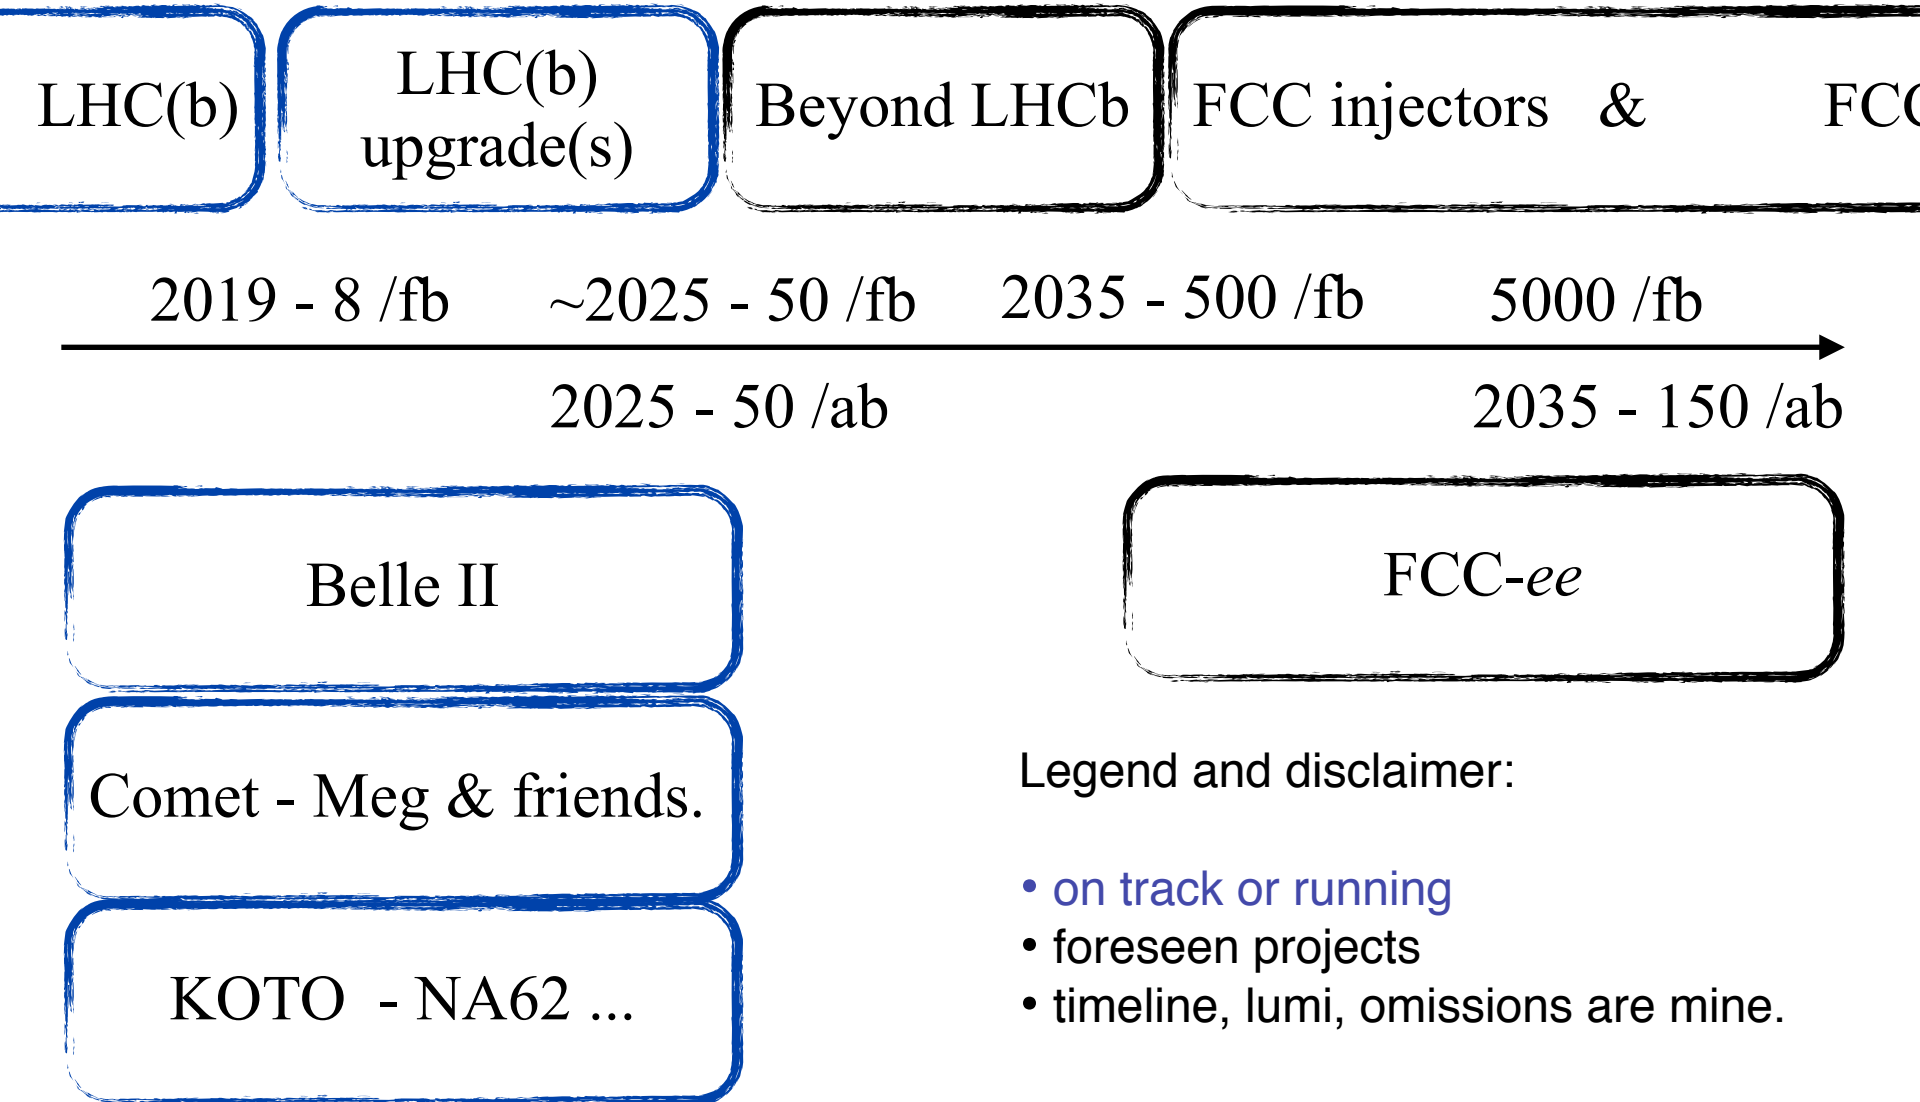 LHC(b)
LHC(b)
upgrade(s)
Beyond LHCb
FCC injectors & FCC
2019 - 8 /fb
~2025 - 50 /fb
2035 - 500 /fb
5000 /fb
2025 - 50 /ab
2035 - 150 /ab
Belle II
FCC-ee
Comet - Meg & friends.
KOTO - NA62 ...
Legend and disclaimer:
• on track or running
• foreseen projects
• timeline, lumi, omissions are mine.